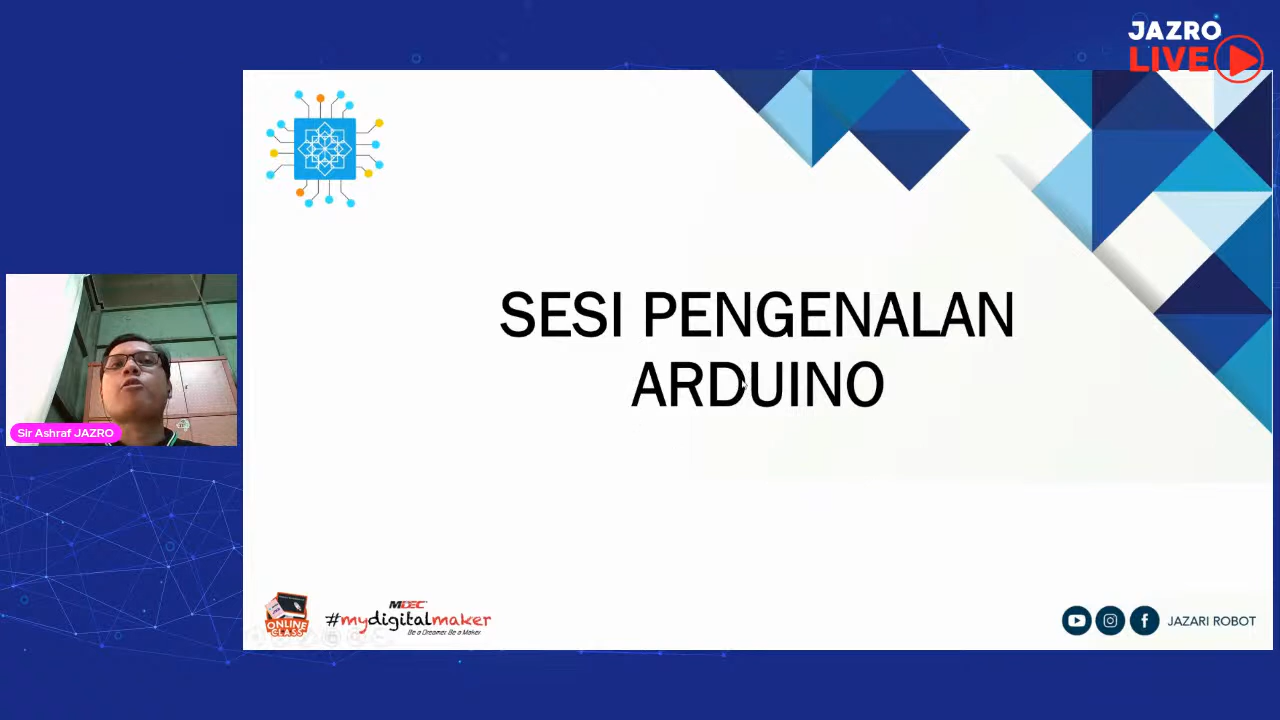 JAZRO
LIVE
SESI PENGENALAN
ARDUINO
Sir Ashraf JAZRO
ONLINE
CLASS
MDEC
#mydigitalmaker
Be a Dreamer. Be a Maker.
JAZARI ROBOT